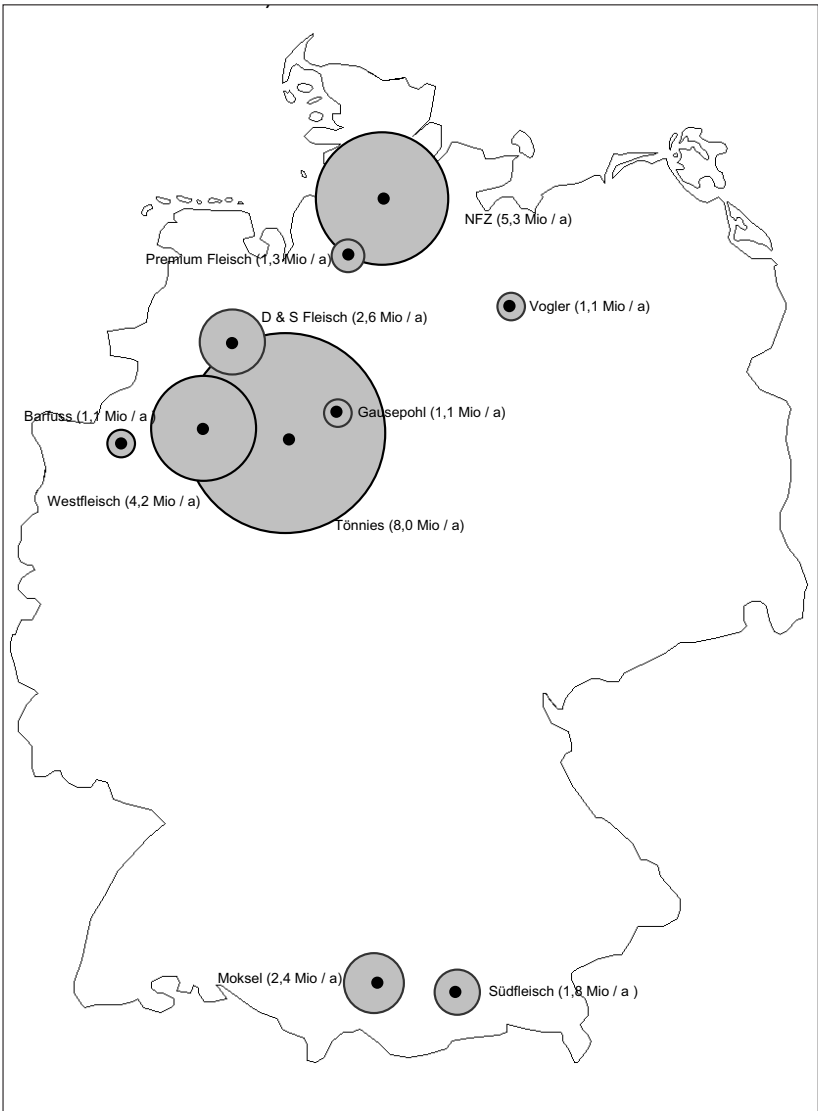 NFZ (5,3 Mio / a)
Premium Fleisch (1,3 Mio / a)
Vogler (1,1 Mio / a)
D & S Fleisch (2,6 Mio / a)
Barfuss (1,1 Mio / a )
Gausepohl (1,1 Mio / a)
Westfleisch (4,2 Mio / a)
Tönnies (8,0 Mio / a)
Moksel (2,4 Mio / a)
Südfleisch (1,8 Mio / a )